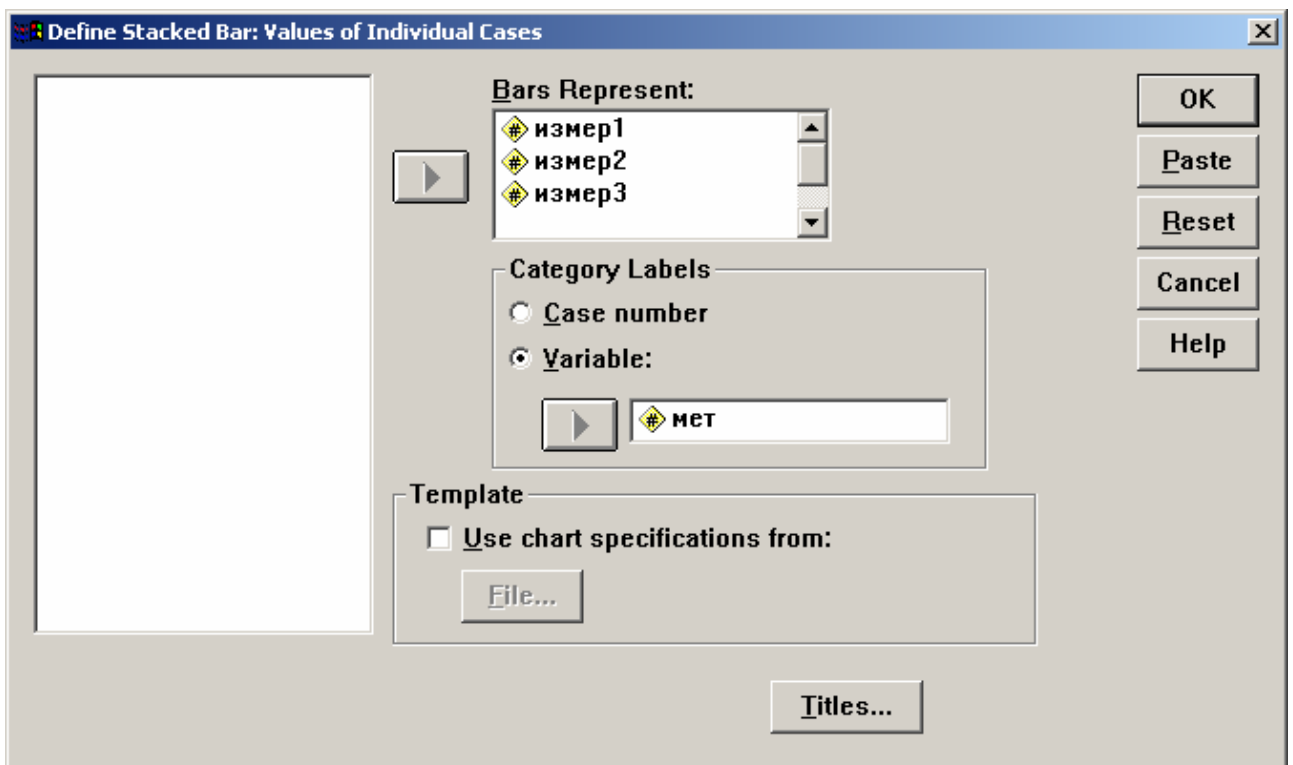 Define Stacked Bar: Values of Individual Cases
Bars Represent:
измер1
измер2
измер3
Category Labels
Case number
Variable:
мет
Template
Use chart specifications from:
File...
Titles...
OK
Paste
Reset
Cancel
Help